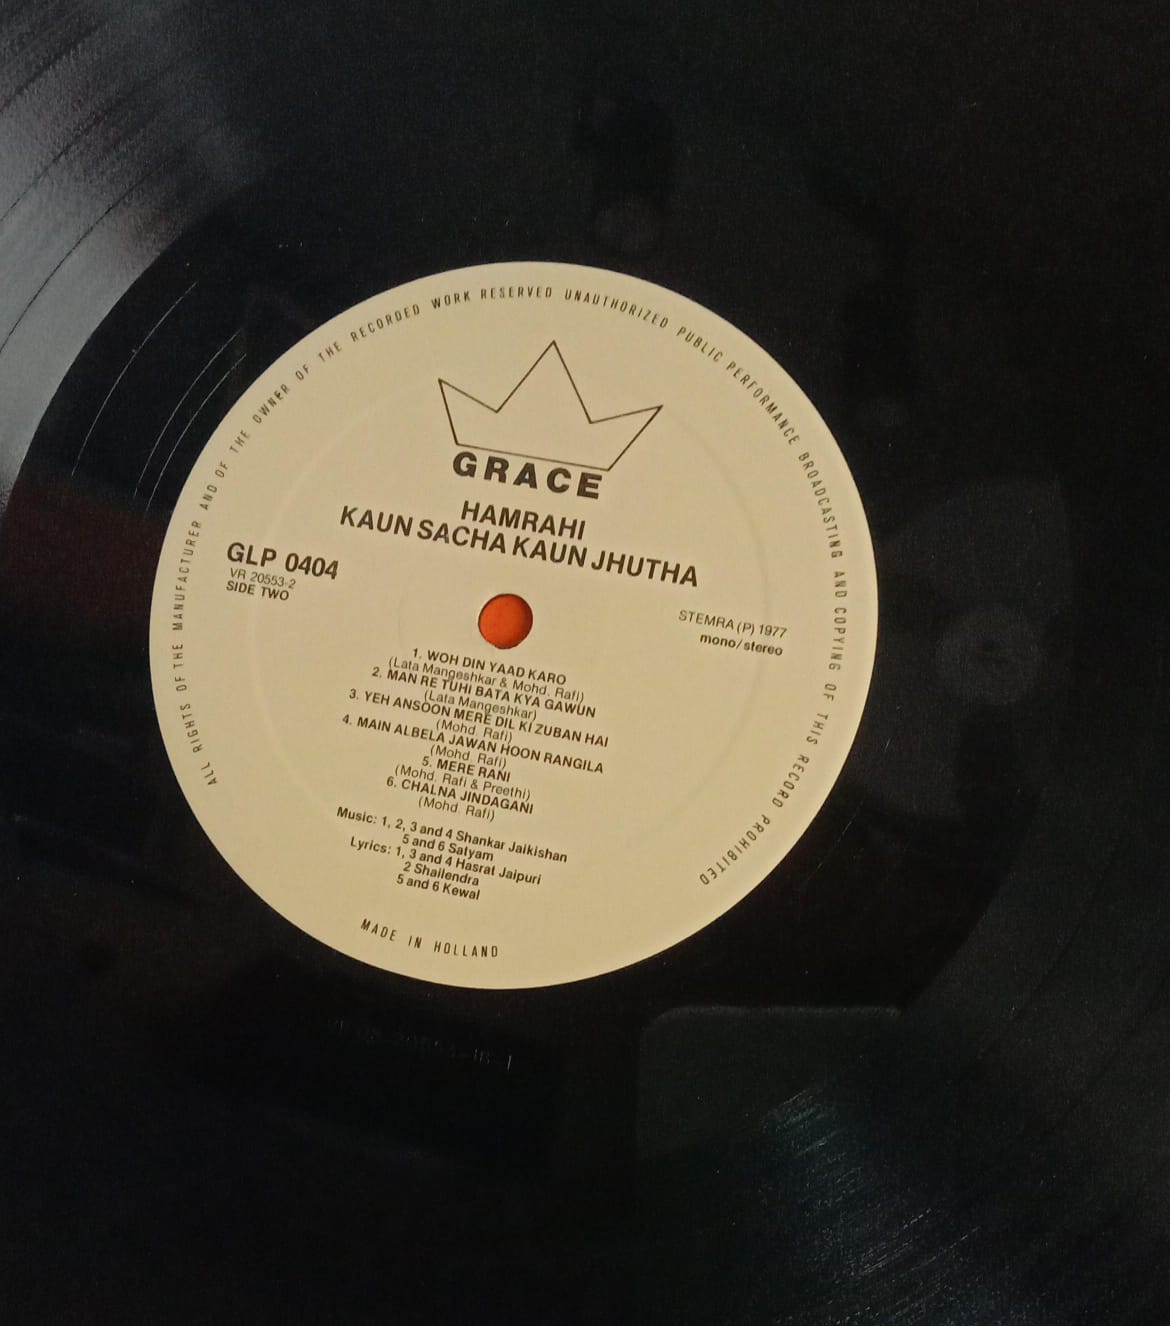 ALL RIGHTS OF THE MANUFACTURER AND OF THE OWNER OF THE RECORDED WORK RESERVED UNAUTHORIZED PUBLIC PERFORMANCE BROADCASTING AND COPYING OF THIS RECORD PROHIBITED
GRACE
HAMRAHI
KAUN SACHA KAUN JHUTHA
GLP 0404
VR 20553-2
SIDE TWO
STEMRA (P) 1977
mono/stereo
1. WOH DIN YAAD KARO
(Lata Mangeshkar & Mohd. Rafi)
2. MAN RE TUHI BATA KYA GAWUN
(Lata Mangeshkar)
3. YEH ANSOON MERE DIL KI ZUBAN HAI
(Mohd. Rafi)
4. MAIN ALBELA JAWAN HOON RANGILA
(Mohd. Rafi)
5. MERE RANI
(Mohd. Rafi & Preethi)
6. CHALNA JINDAGANI
(Mohd. Rafi)
Music: 1, 2, 3 and 4 Shankar Jaikishan
5 and 6 Satyam
Lyrics: 1, 3 and 4 Hasrat Jaipuri
2 Shailendra
5 and 6 Kewal
MADE IN HOLLAND